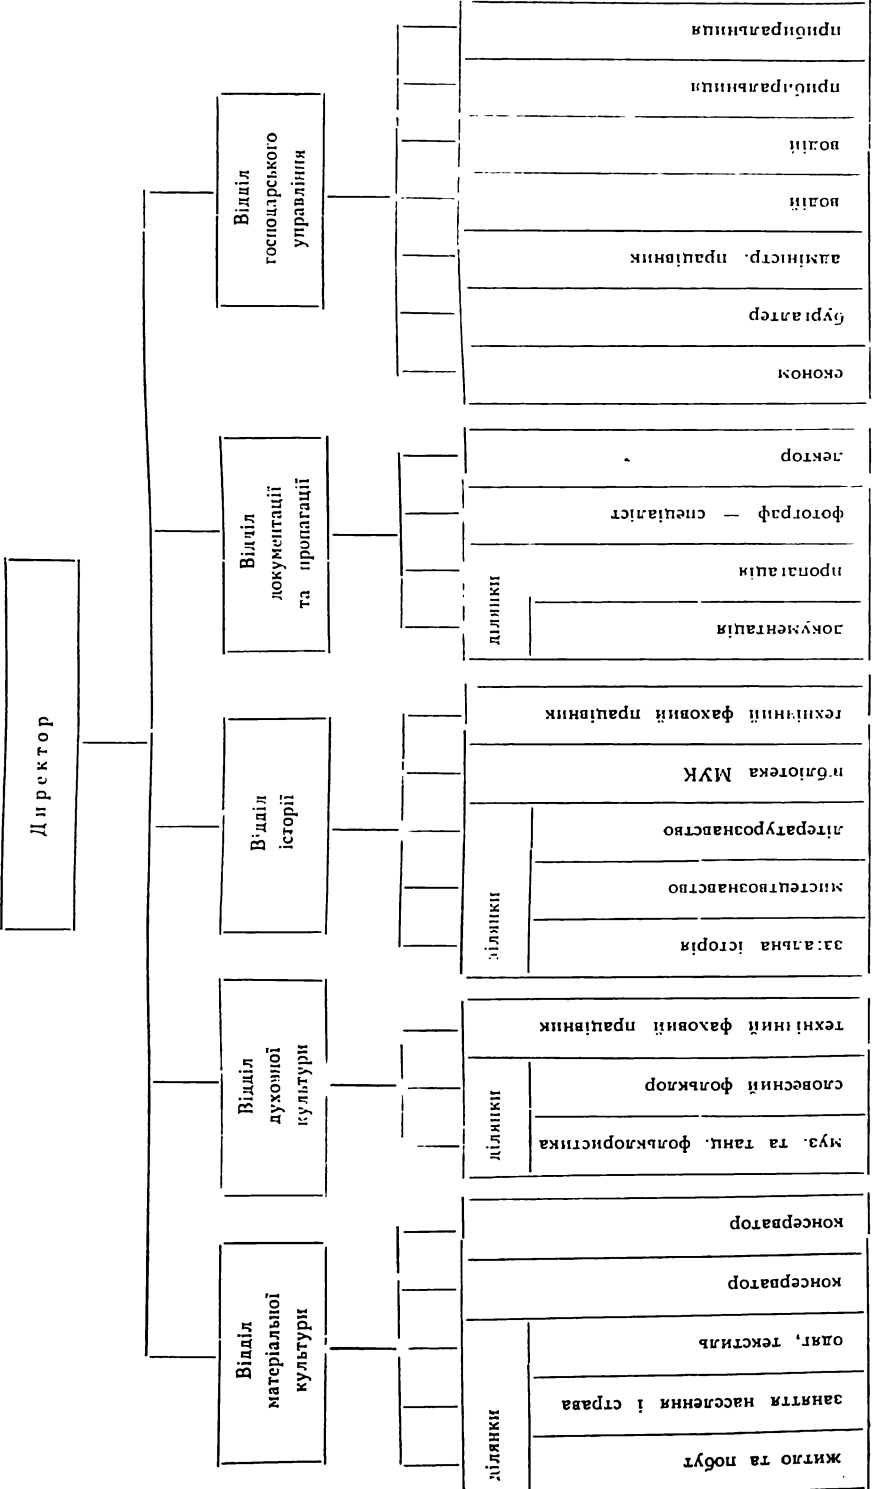 Директор
Відділ
матеріальної
культури
Відділ
духовної
культури
Відділ
історії
Відділ
документації
та пропагації
Відділ
господарського
управління
ділянки
житло та побут
заняття населення і страва
одяг, текстиль
консерватор
консерватор
ділянки
муз. та танц. фольклористика
словесний фольклор
технічний фаховий працівник
ділянки
загальна історія
мистецтвознавство
літературознавство
бібліотека МУК
технічний фаховий працівник
ділянки
документація
пропагація
фотограф — спеціаліст
лектор
економ
бухгалтер
адміністр. працівник
водій
водій
прибиральниця
прибиральниця